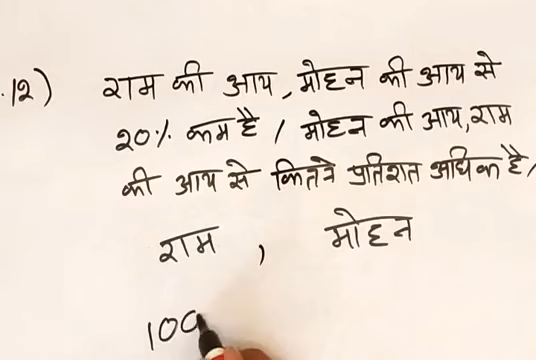 .12) राम की आय, मोहन की आय से
20% कम है / मोहन की आय, राम
की आय से कितने प्रतिशत अधिक है,
राम , मोहन
100